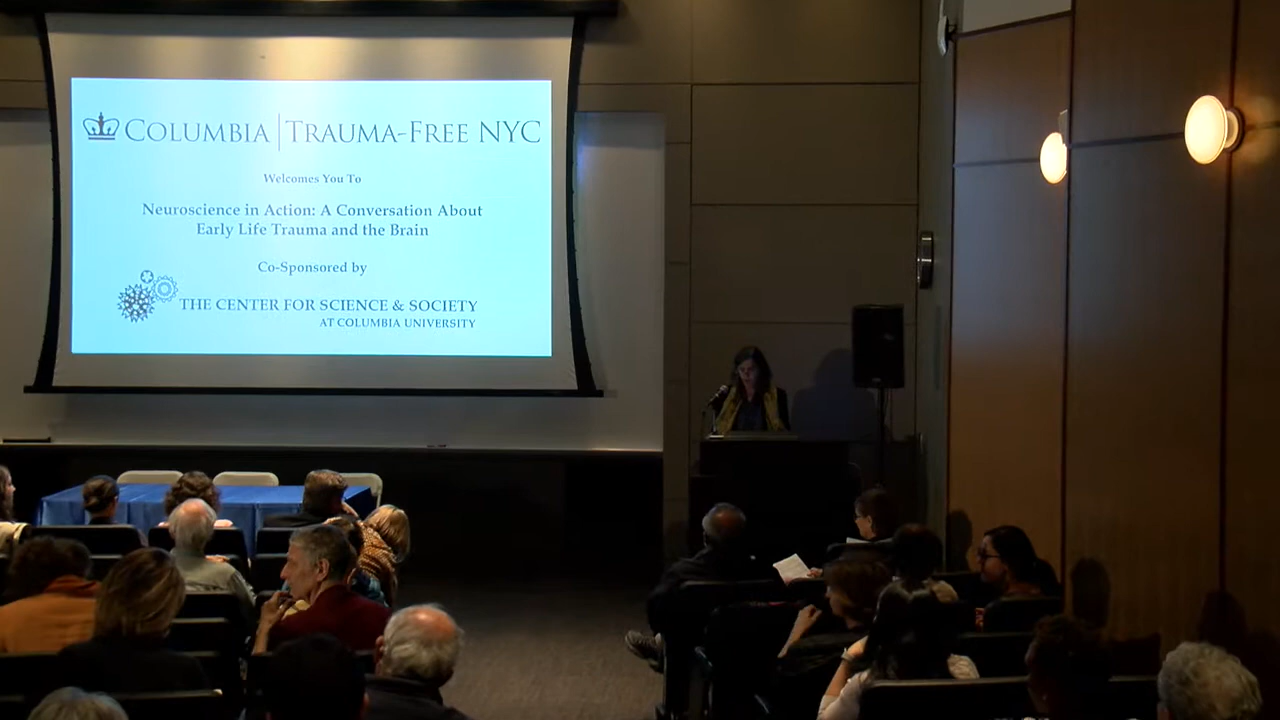 COLUMBIA | TRAUMA-FREE NYC
Welcomes You To
Neuroscience in Action: A Conversation About
Early Life Trauma and the Brain
Co-Sponsored by
THE CENTER FOR SCIENCE & SOCIETY
AT COLUMBIA UNIVERSITY